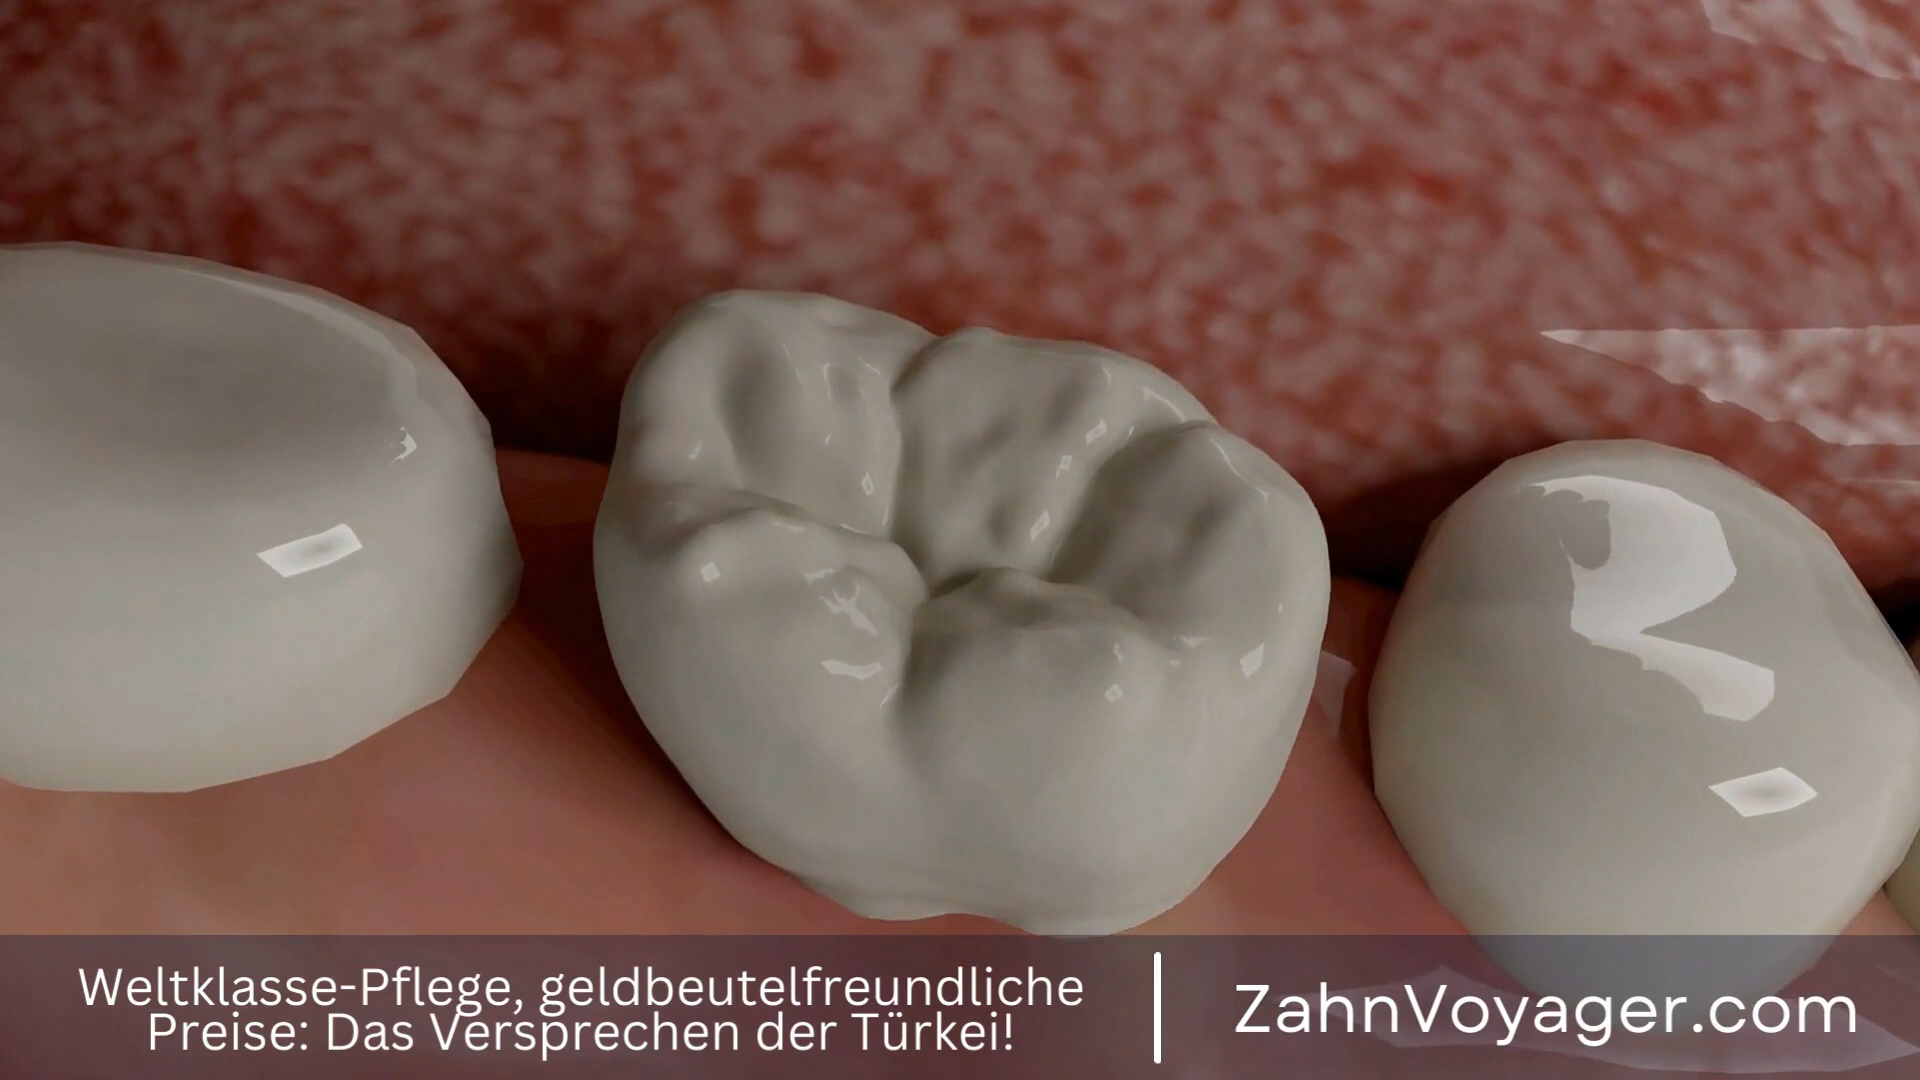 Weltklasse-Pflege, geldbeutelfreundliche
Preise: Das Versprechen der Türkei!
ZahnVoyager.com